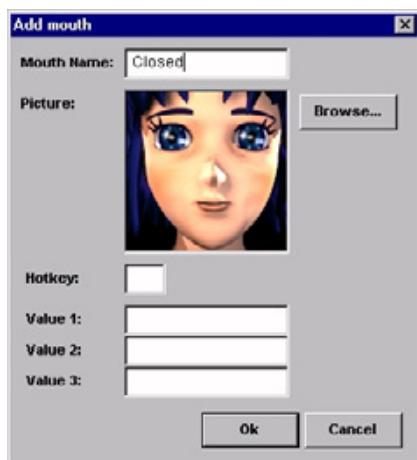 Add mouth
Mouth Name: Closed
Picture:
Browse...
Hotkey:
Value 1:
Value 2:
Value 3:
Ok Cancel